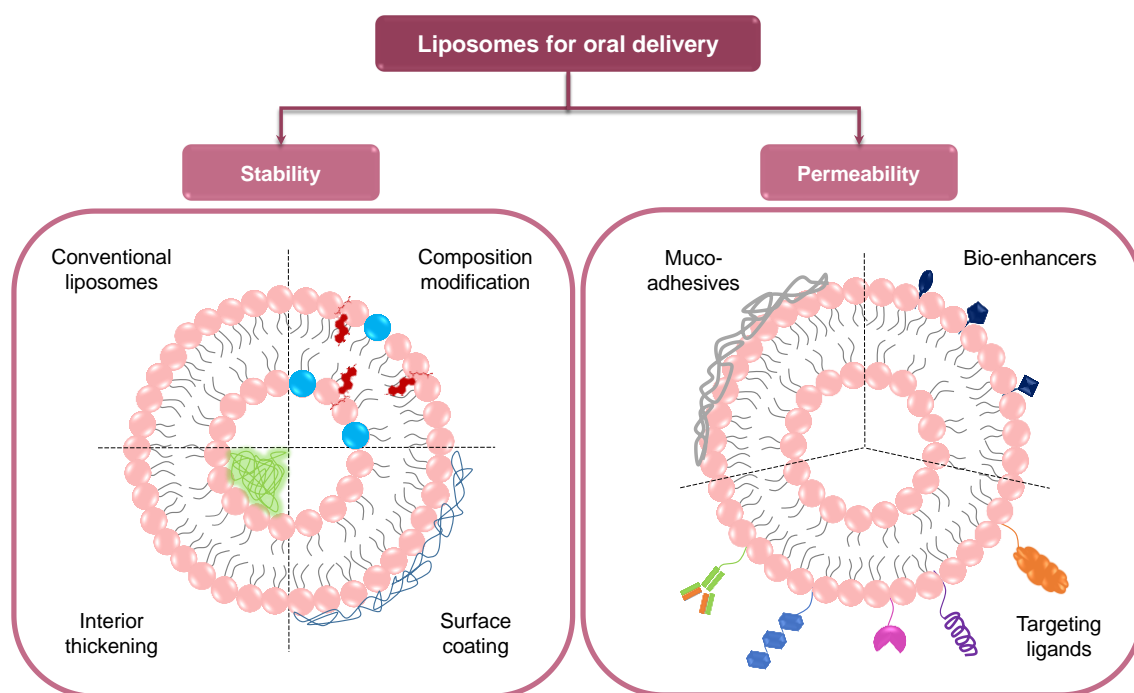 Liposomes for oral delivery
Stability
Permeability
Conventional
liposomes
Composition
modification
Interior
thickening
Surface
coating
Muco-
adhesives
Bio-enhancers
Targeting
ligands